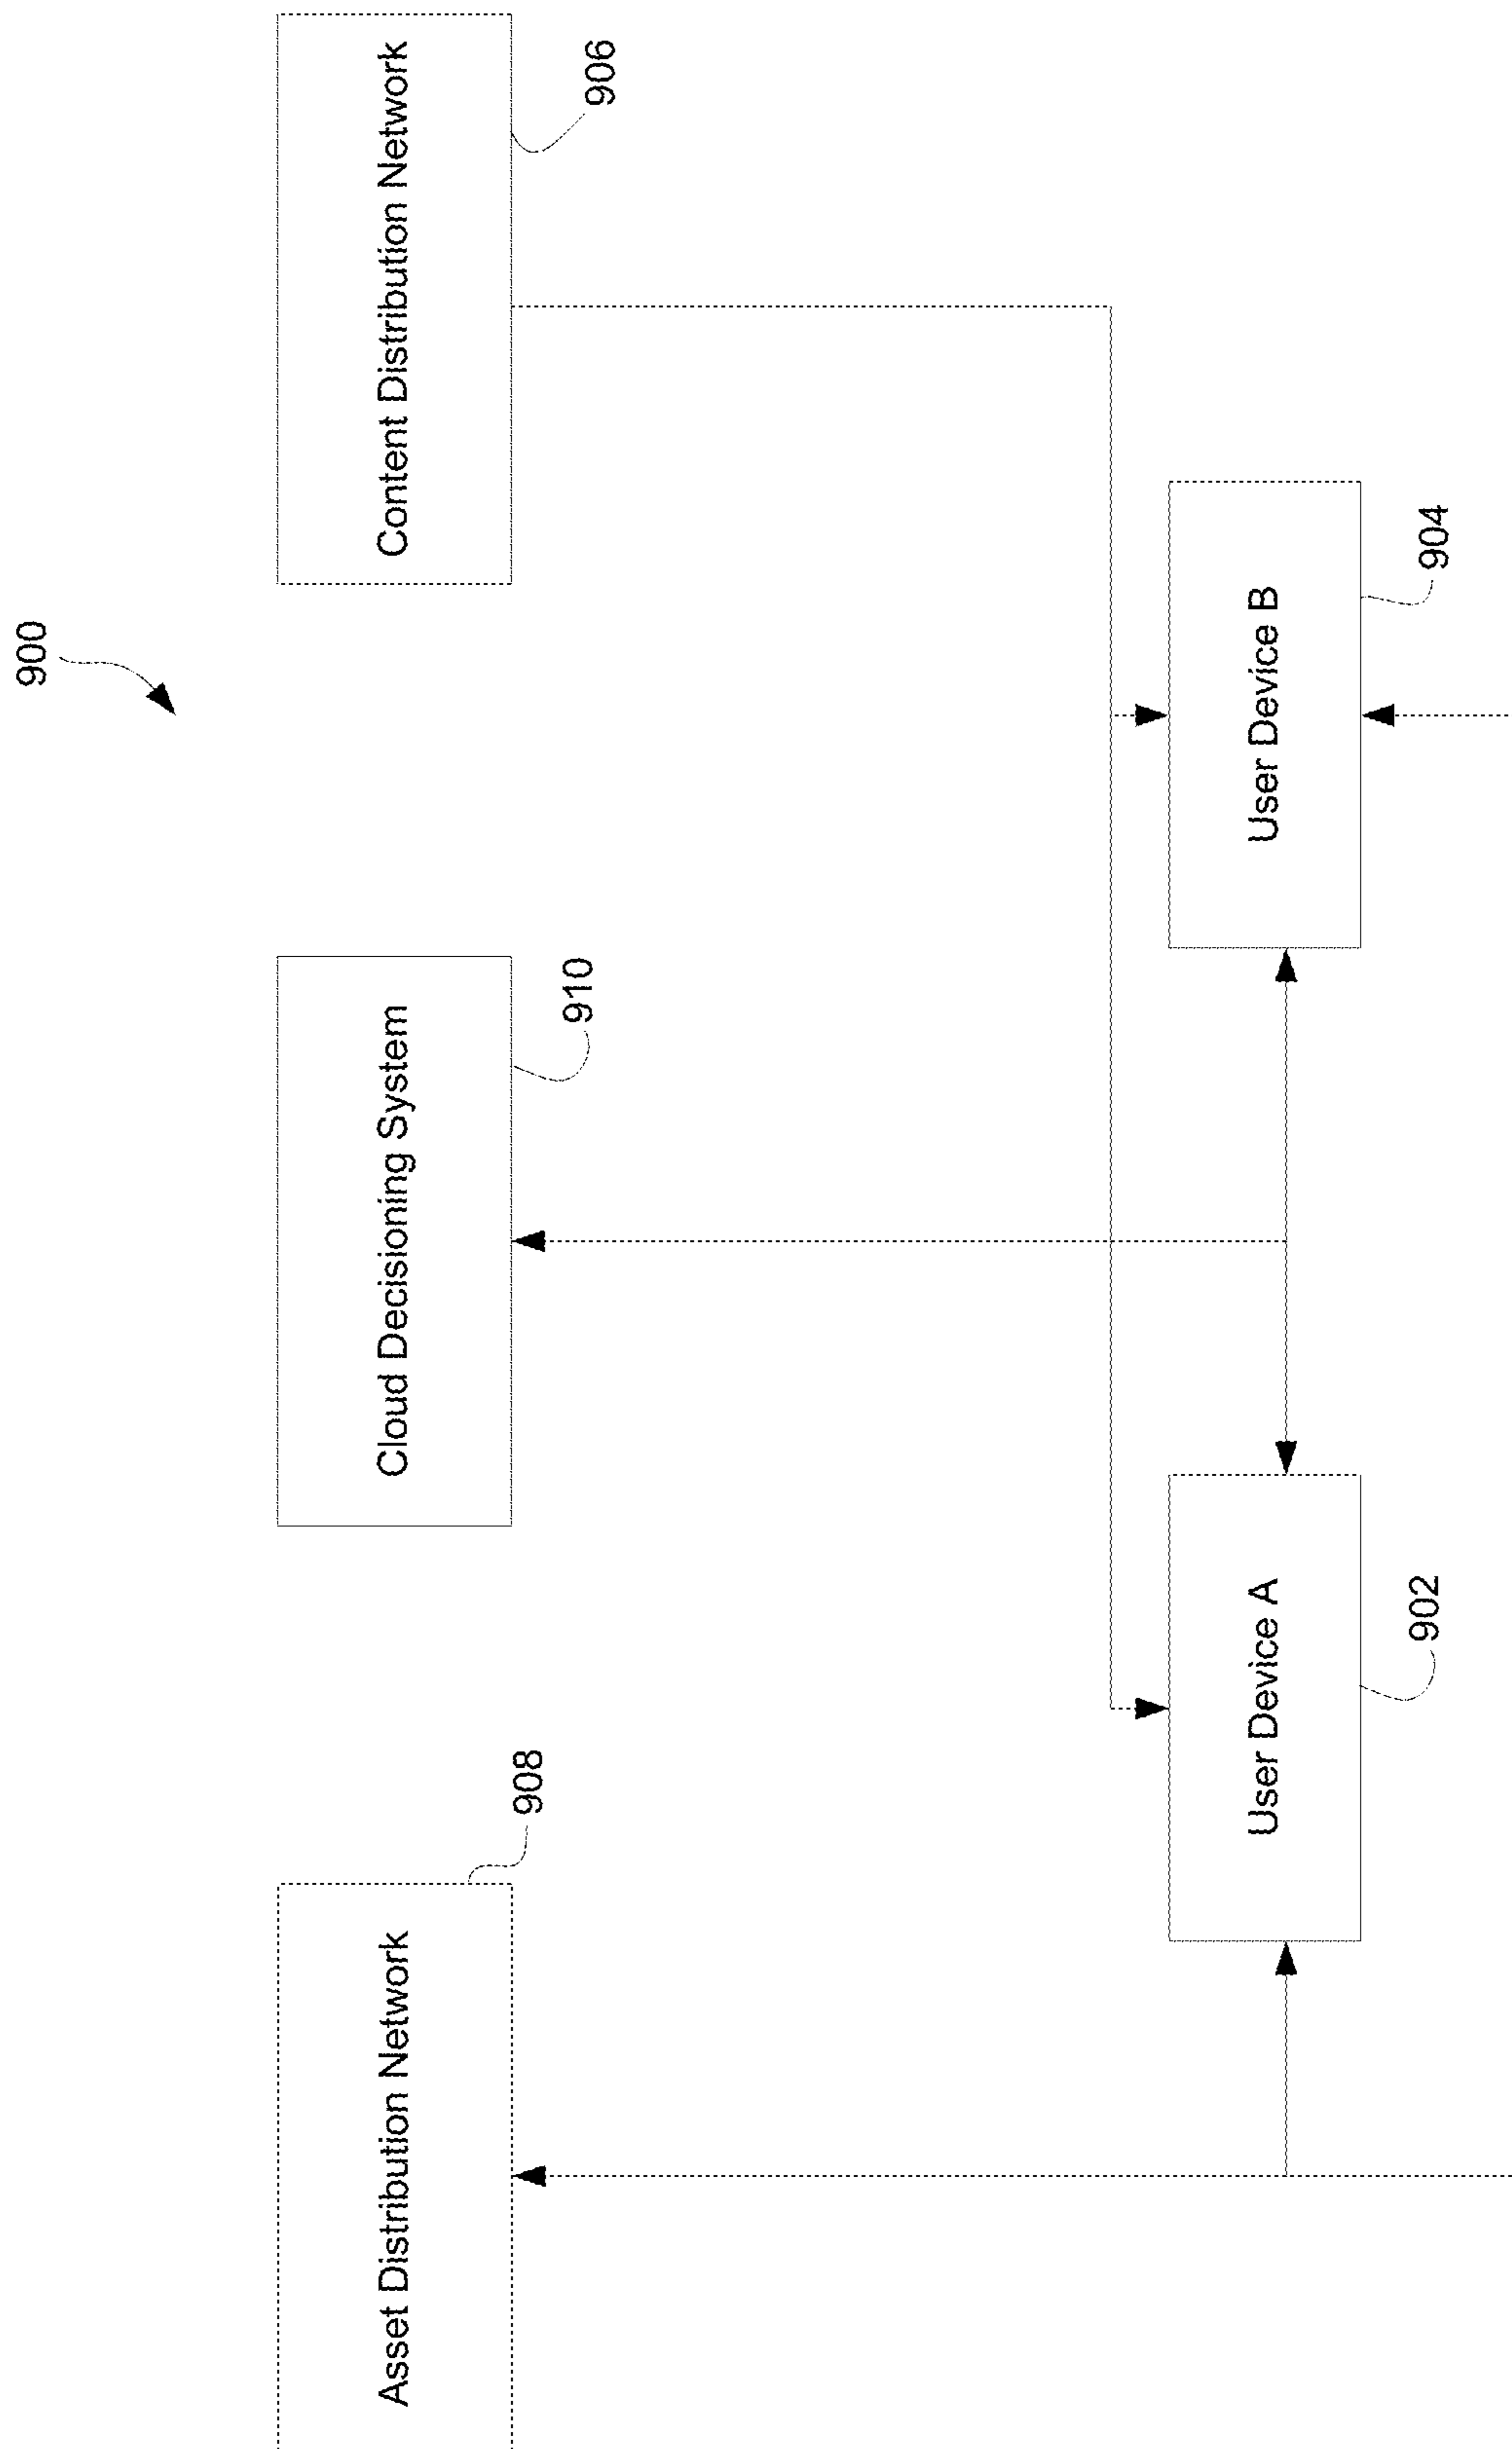 900
Asset Distribution Network
908
Cloud Decisioning System
910
Content Distribution Network
906
User Device A
902
User Device B
904